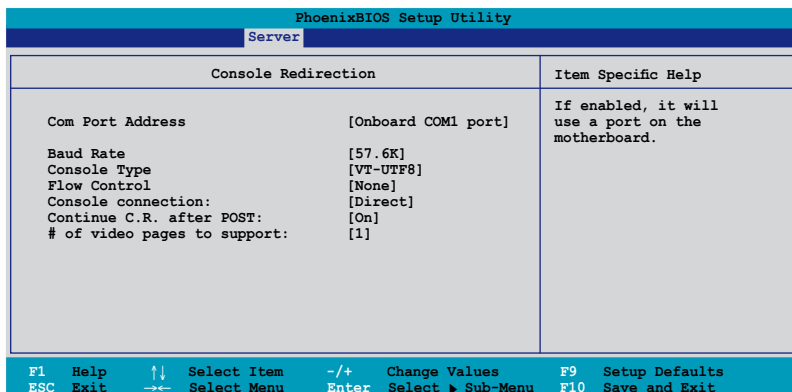 PhoenixBIOS Setup Utility
Server
Console Redirection
Item Specific Help
Com Port Address [Onboard COM1 port]
Baud Rate [57.6K]
Console Type [VT-UTF8]
Flow Control [None]
Console connection: [Direct]
Continue C.R. after POST: [On]
# of video pages to support: [1]
If enabled, it will
use a port on the
motherboard.
F1 Help ↑↓ Select Item -/+ Change Values F9 Setup Defaults
ESC Exit →← Select Menu Enter Select ▶ Sub-Menu F10 Save and Exit